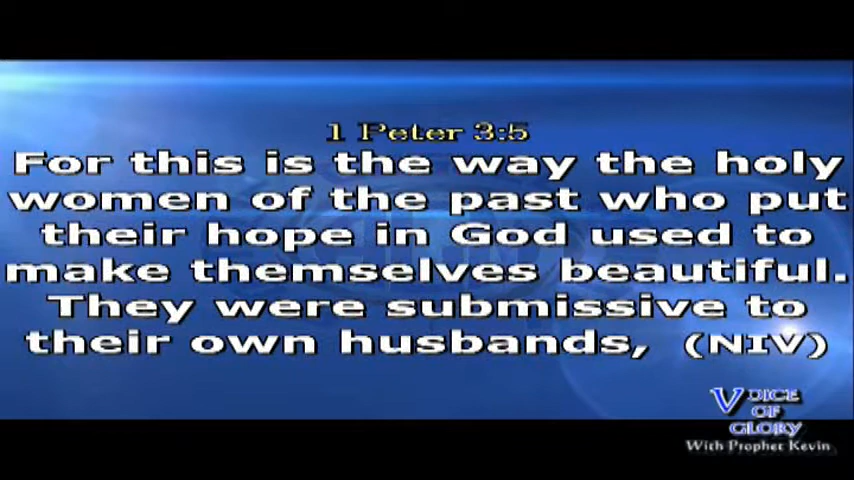 1 Peter 3:5
For this is the way the holy
women of the past who put
their hope in God used to
make themselves beautiful.
They were submissive to
their own husbands, (NIV)
VOICE
OF
GLORY
With Prophet Kevin